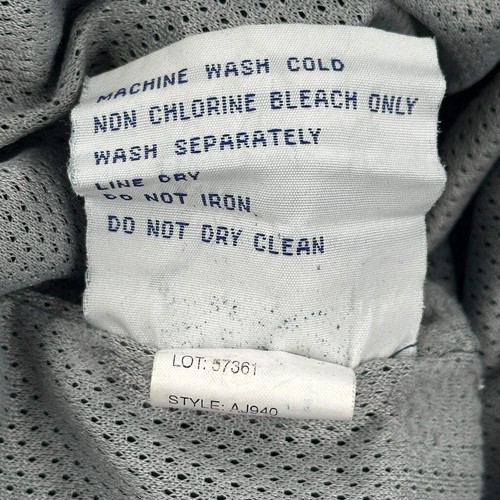 MACHINE WASH COLD
NON CHLORINE BLEACH ONLY
WASH SEPARATELY
LINE DRY
DO NOT IRON
DO NOT DRY CLEAN
LOT: 57361
STYLE: AJ940